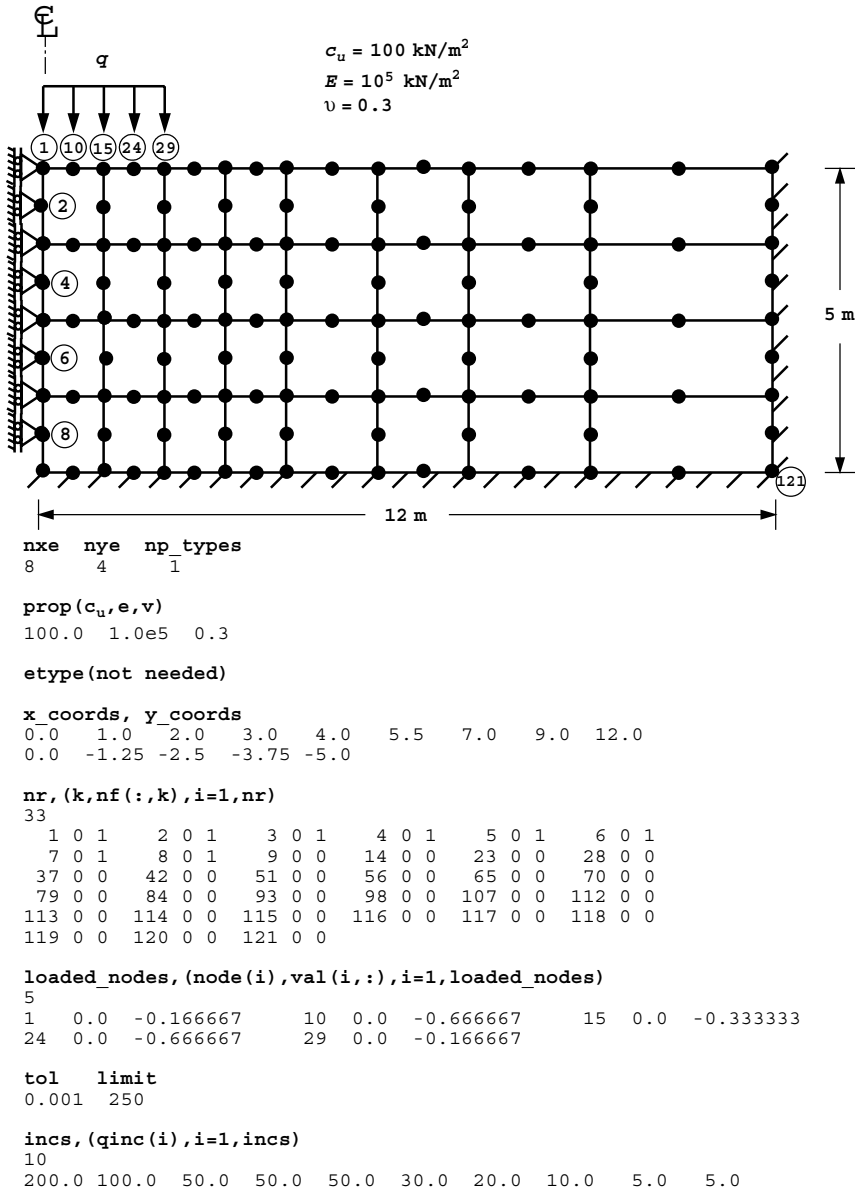 ℄
q
c_u = 100 kN/m²
E = 10⁵ kN/m²
υ = 0.3
1 10 15 24 29
2
4
5 m
6
8
121
12 m
nxe nye np_types
8 4 1
prop(c_u,e,v)
100.0 1.0e5 0.3
etype(not needed)
x_coords, y_coords
0.0 1.0 2.0 3.0 4.0 5.5 7.0 9.0 12.0
0.0 -1.25 -2.5 -3.75 -5.0
nr,(k,nf(:,k),i=1,nr)
33
1 0 1 2 0 1 3 0 1 4 0 1 5 0 1 6 0 1
7 0 1 8 0 1 9 0 0 14 0 0 23 0 0 28 0 0
37 0 0 42 0 0 51 0 0 56 0 0 65 0 0 70 0 0
79 0 0 84 0 0 93 0 0 98 0 0 107 0 0 112 0 0
113 0 0 114 0 0 115 0 0 116 0 0 117 0 0 118 0 0
119 0 0 120 0 0 121 0 0
loaded_nodes,(node(i),val(i,:),i=1,loaded_nodes)
5
1 0.0 -0.166667 10 0.0 -0.666667 15 0.0 -0.333333
24 0.0 -0.666667 29 0.0 -0.166667
tol limit
0.001 250
incs,(qinc(i),i=1,incs)
10
200.0 100.0 50.0 50.0 50.0 30.0 20.0 10.0 5.0 5.0